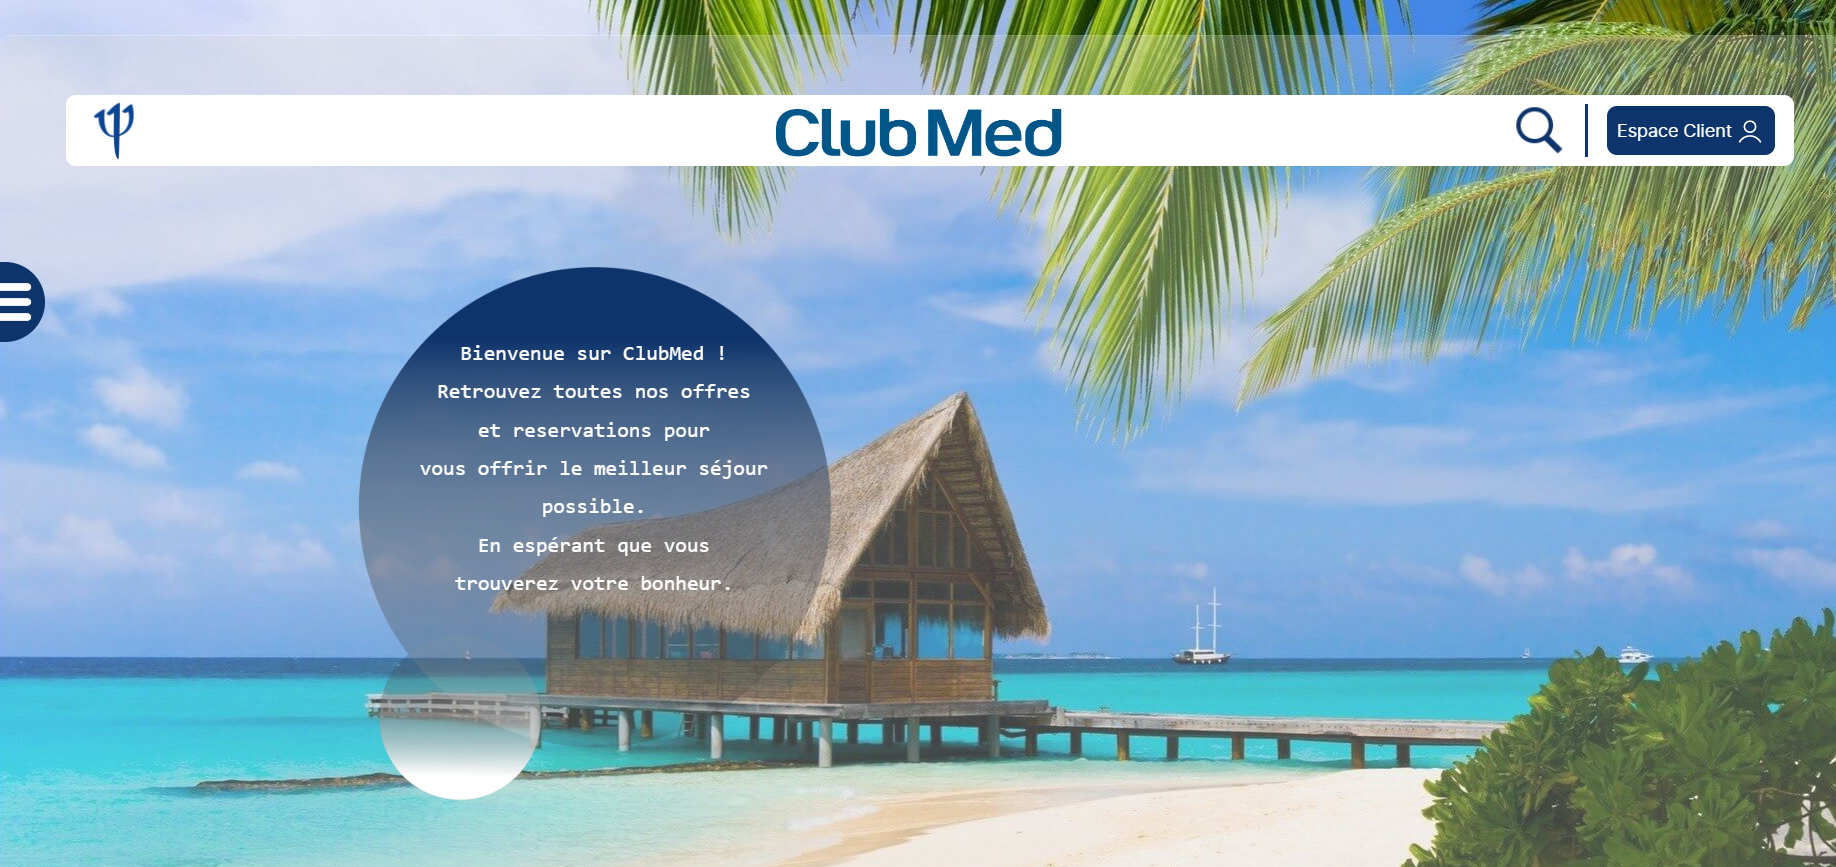 Club Med
Espace Client
Bienvenue sur ClubMed !
Retrouvez toutes nos offres
et reservations pour
vous offrir le meilleur séjour
possible.
En espérant que vous
trouverez votre bonheur.